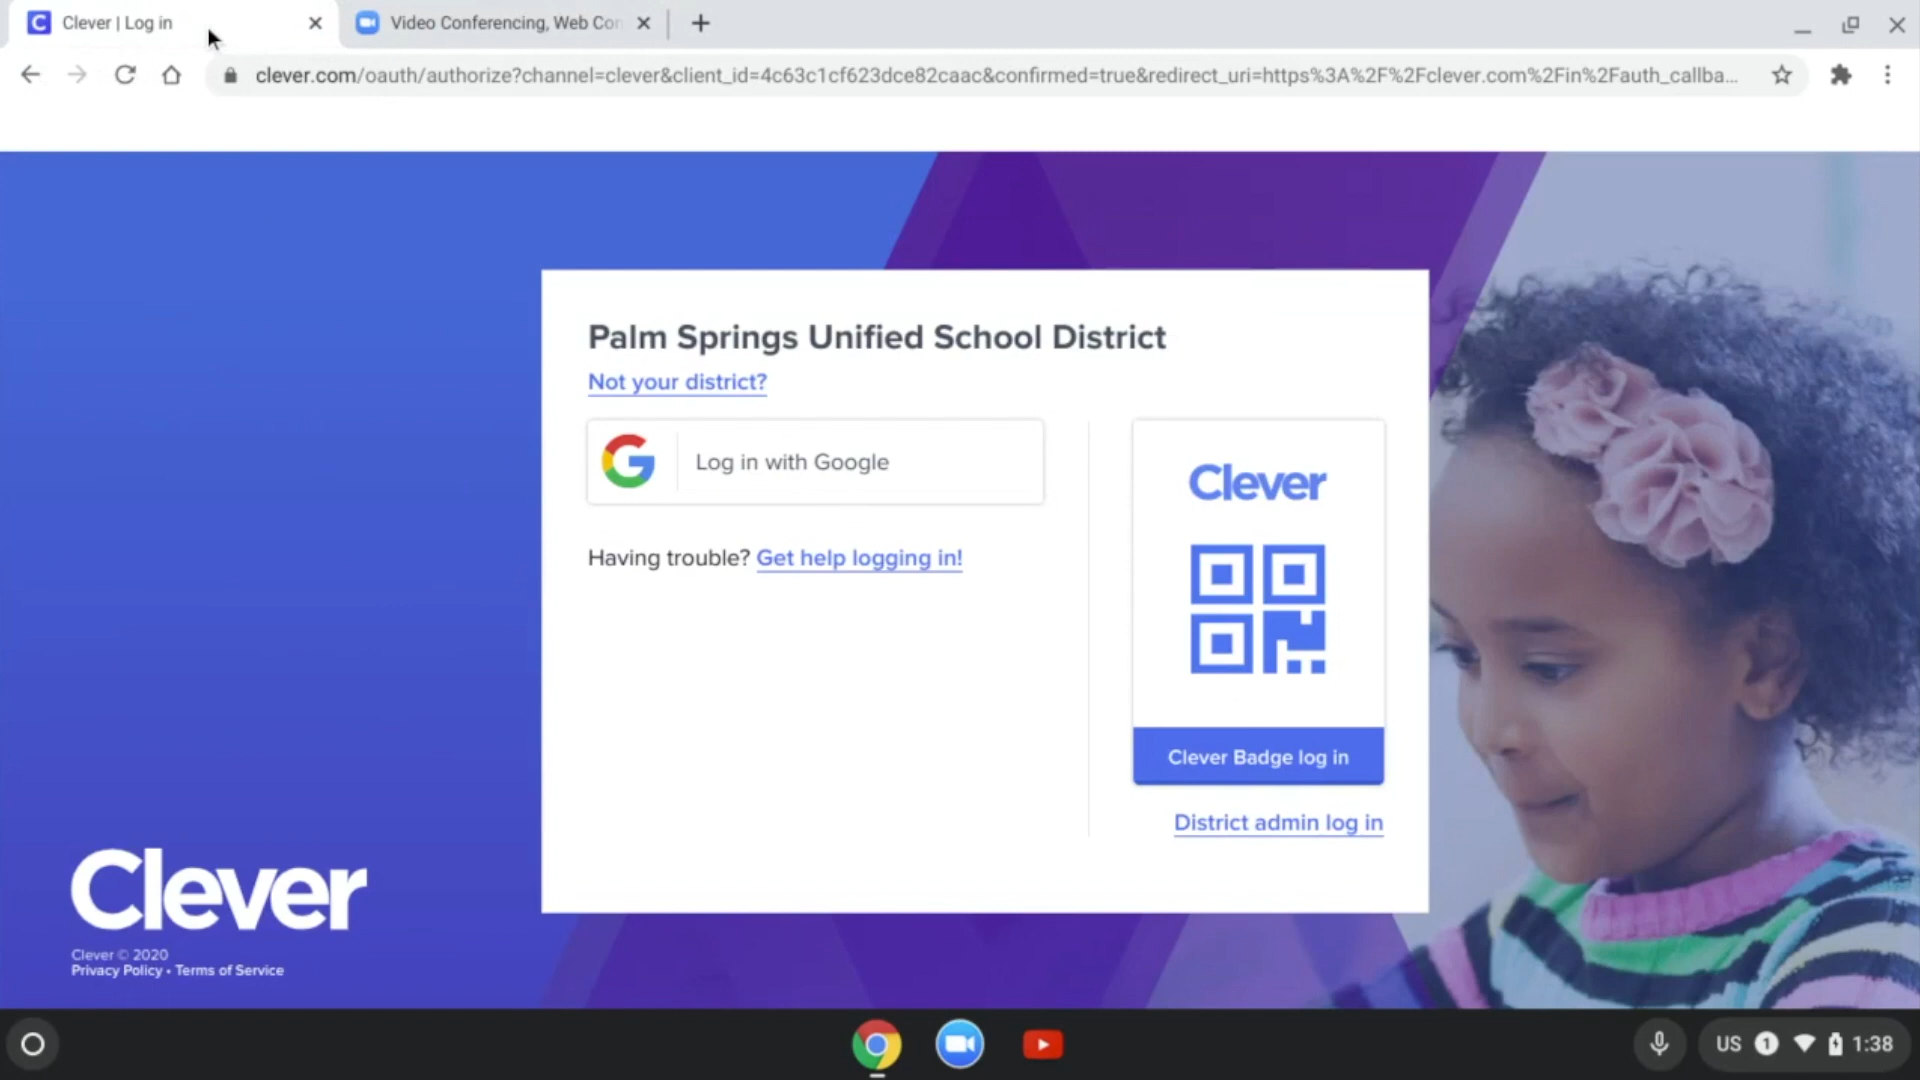 Clever | Log in
Video Conferencing, Web Con
clever.com/oauth/authorize?channel=clever&client_id=4c63c1cf623dce82caac&confirmed=true&redirect_uri=https%3A%2F%2Fclever.com%2Fin%2Fauth_callba...
Palm Springs Unified School District
Not your district?
Log in with Google
Having trouble? Get help logging in!
Clever
Clever Badge log in
District admin log in
Clever
Clever © 2020
Privacy Policy • Terms of Service
US 1 1:38